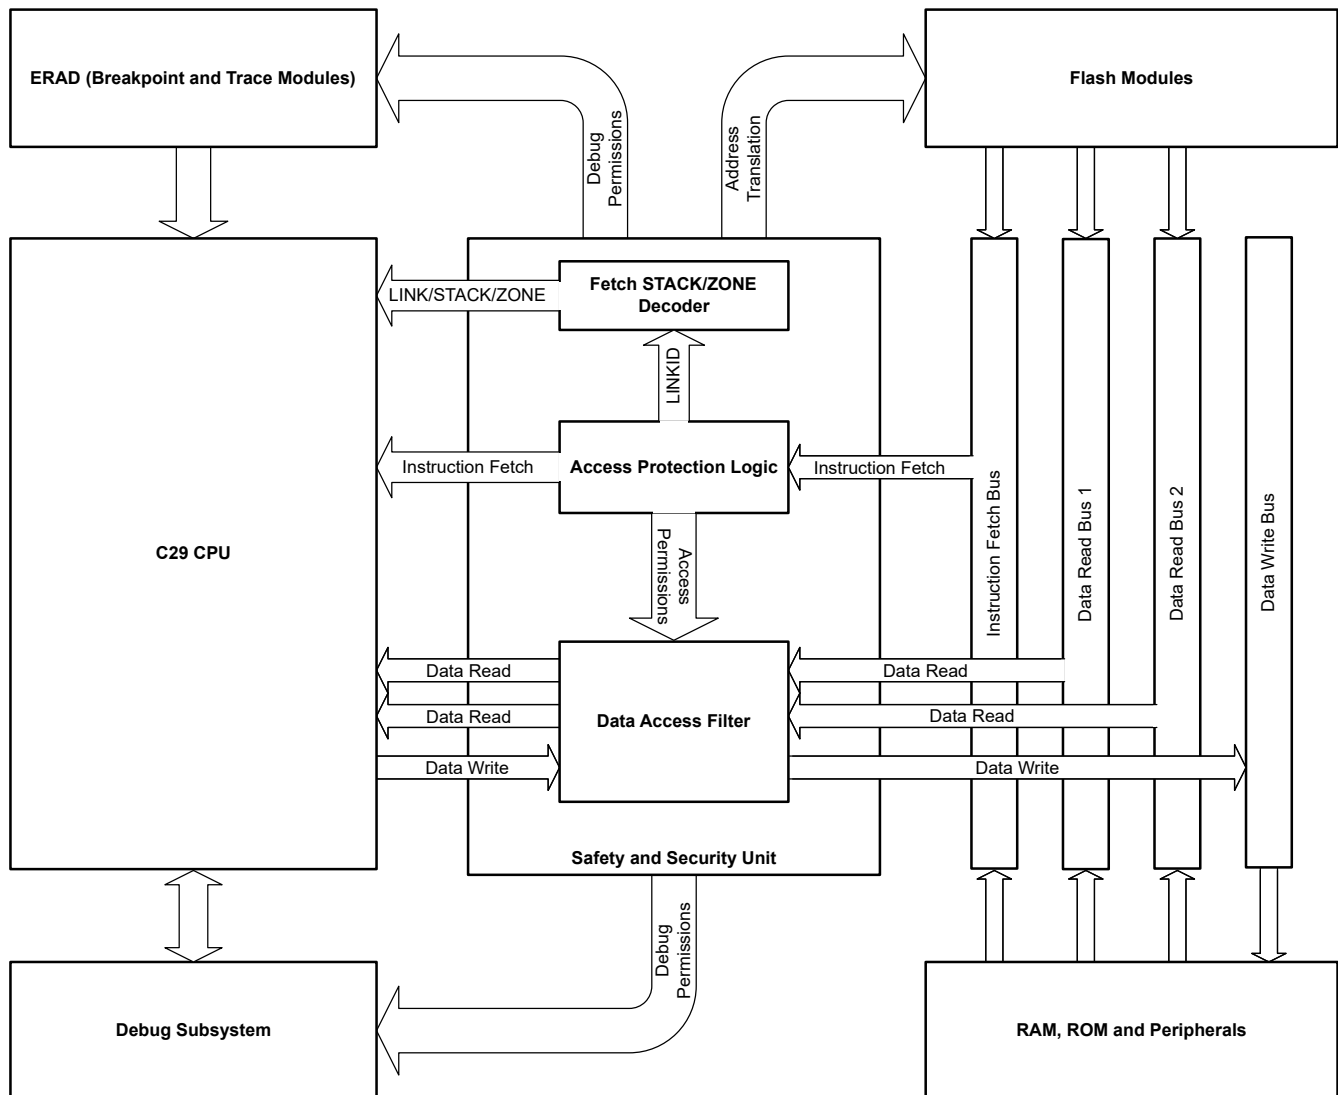 ERAD (Breakpoint and Trace Modules)
Flash Modules
Debug
Permissions
Address
Translation
Fetch STACK/ZONE
Decoder
LINK/STACK/ZONE
LINKID
Access Protection Logic
Instruction Fetch
Instruction Fetch
C29 CPU
Access
Permissions
Instruction Fetch Bus
Data Read Bus 1
Data Read Bus 2
Data Write Bus
Data Read
Data Read
Data Read
Data Access Filter
Data Read
Data Write
Data Write
Safety and Security Unit
Debug
Permissions
Debug Subsystem
RAM, ROM and Peripherals